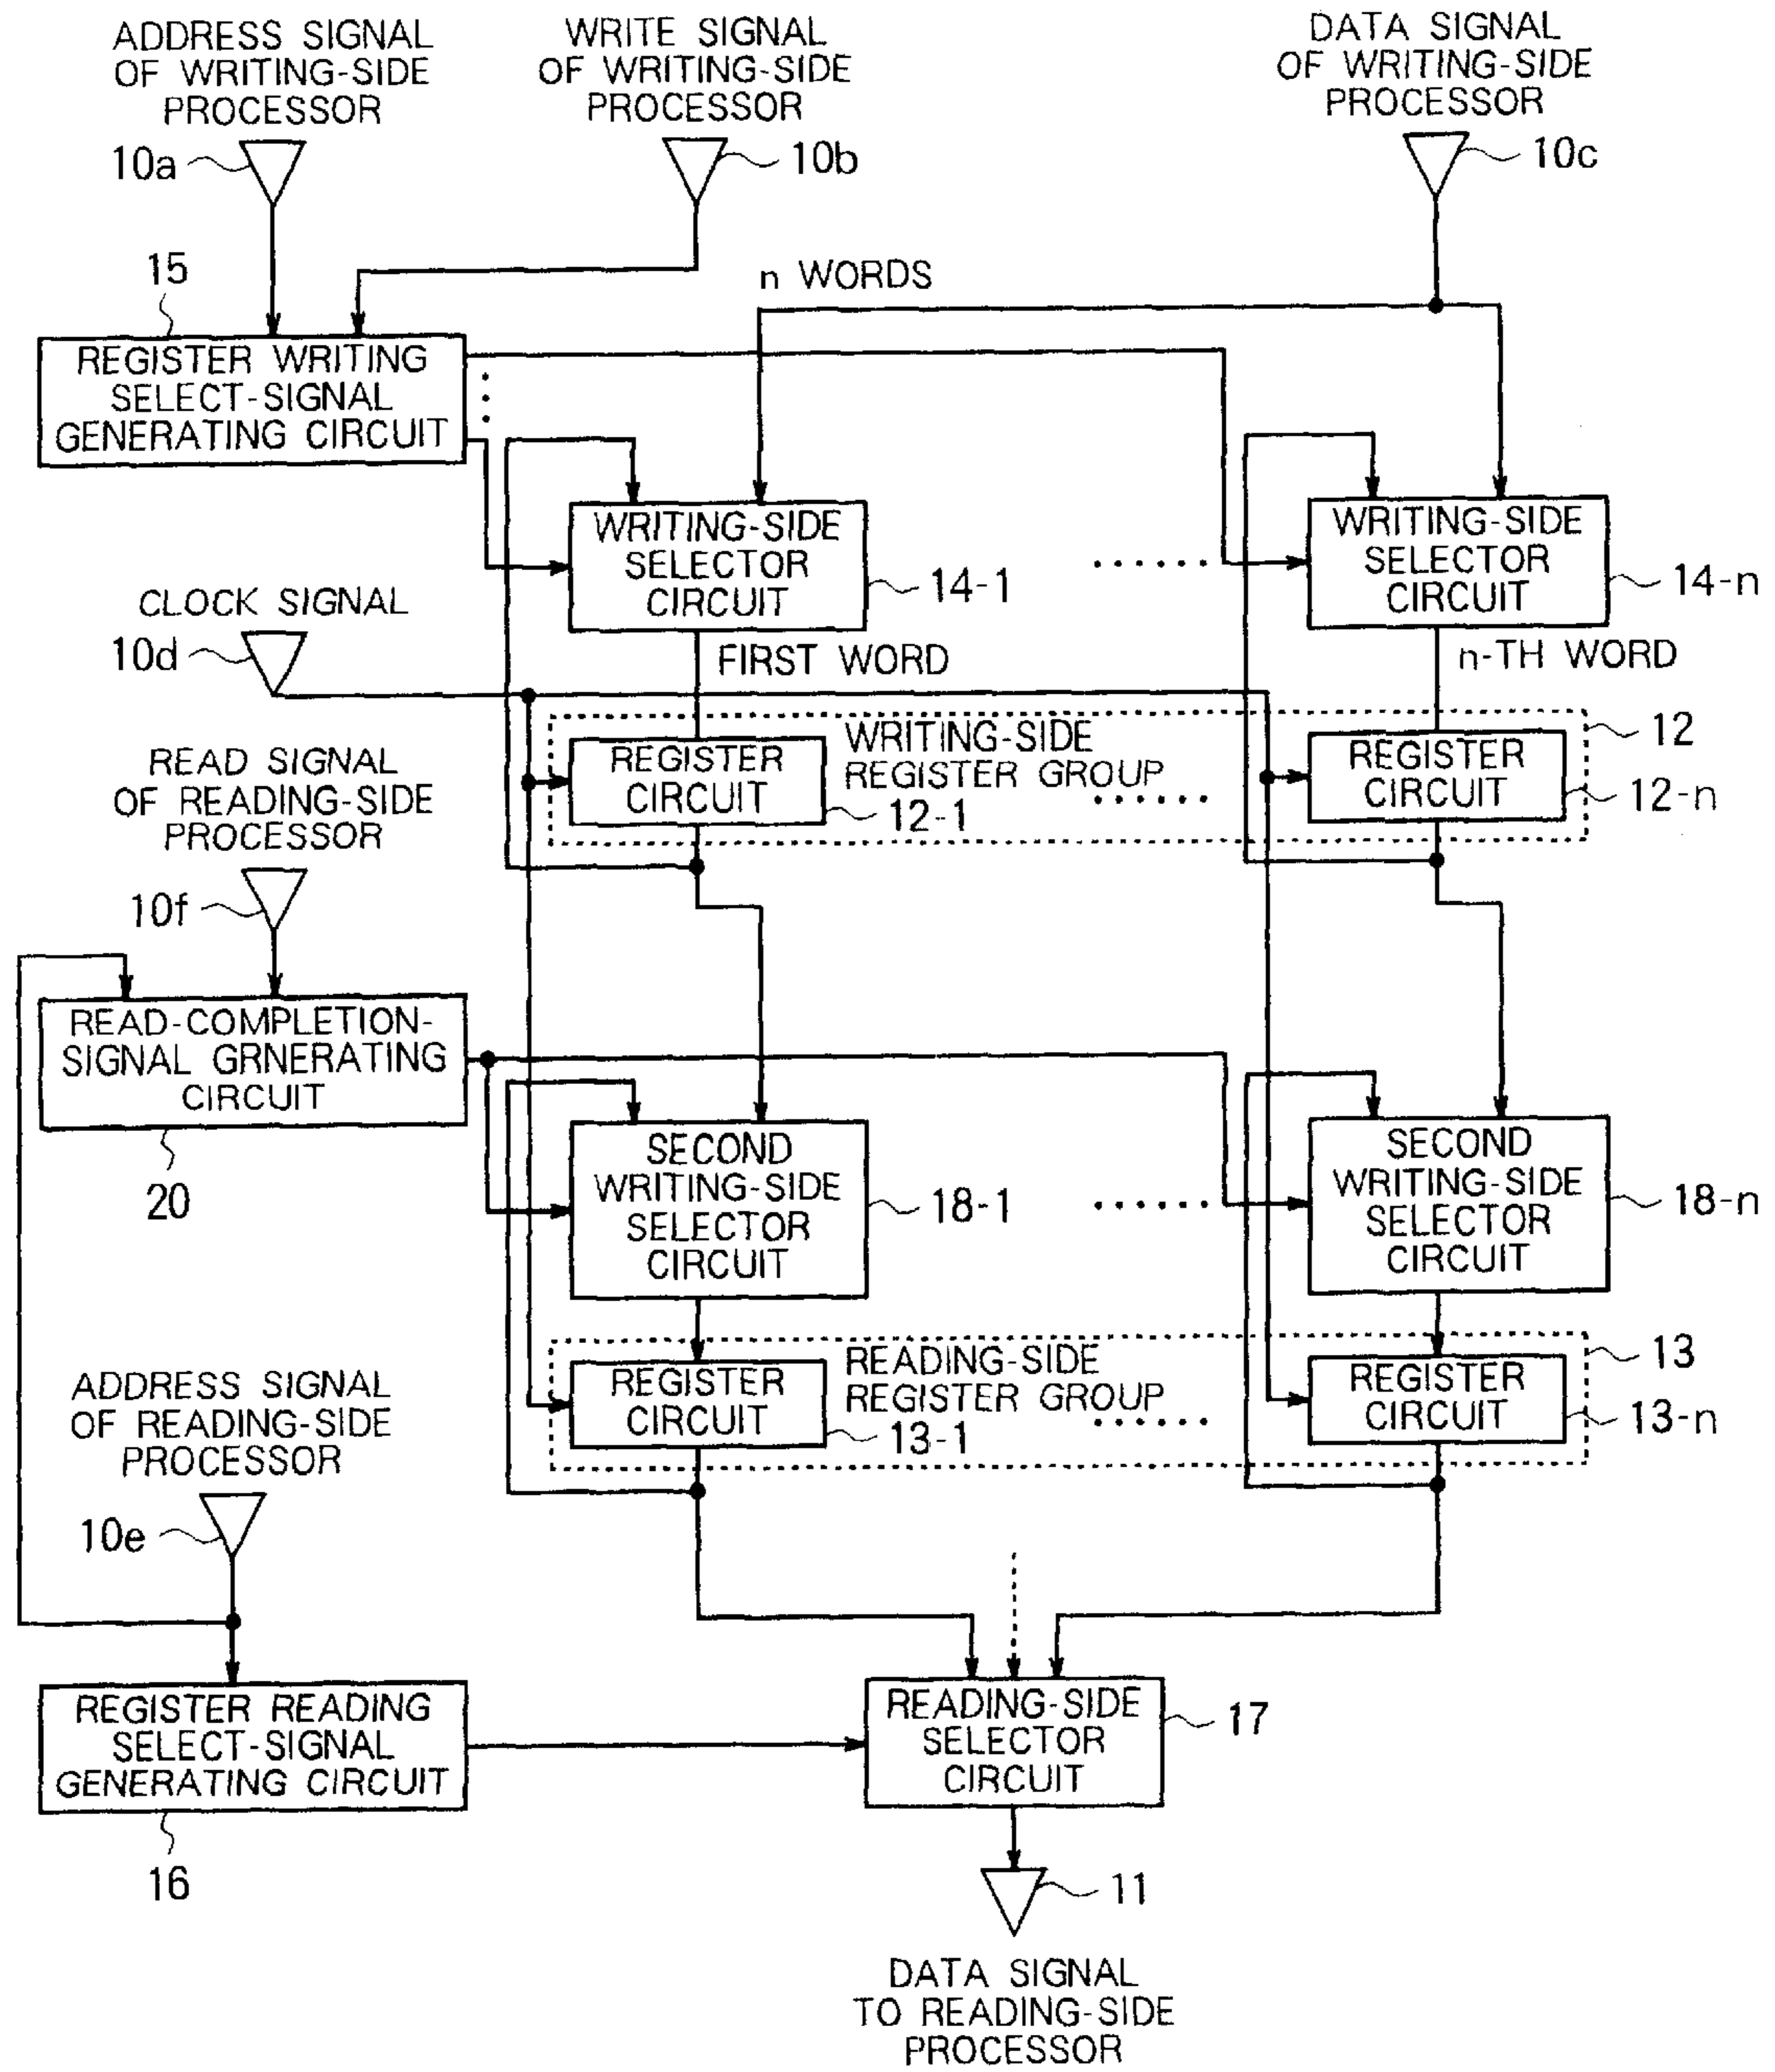 ADDRESS SIGNAL
OF WRITING-SIDE
PROCESSOR
10a
WRITE SIGNAL
OF WRITING-SIDE
PROCESSOR
10b
DATA SIGNAL
OF WRITING-SIDE
PROCESSOR
10c
15
n WORDS
REGISTER WRITING
SELECT-SIGNAL
GENERATING CIRCUIT
WRITING-SIDE
SELECTOR
CIRCUIT
14-1
WRITING-SIDE
SELECTOR
CIRCUIT
14-n
CLOCK SIGNAL
10d
FIRST WORD
n-TH WORD
12
WRITING-SIDE
REGISTER GROUP
REGISTER
CIRCUIT
12-1
REGISTER
CIRCUIT
12-n
READ SIGNAL
OF READING-SIDE
PROCESSOR
10f
READ-COMPLETION-
SIGNAL GRNERATING
CIRCUIT
20
SECOND
WRITING-SIDE
SELECTOR
CIRCUIT
18-1
SECOND
WRITING-SIDE
SELECTOR
CIRCUIT
18-n
13
READING-SIDE
REGISTER GROUP
REGISTER
CIRCUIT
13-1
REGISTER
CIRCUIT
13-n
ADDRESS SIGNAL
OF READING-SIDE
PROCESSOR
10e
REGISTER READING
SELECT-SIGNAL
GENERATING CIRCUIT
16
READING-SIDE
SELECTOR
CIRCUIT
17
11
DATA SIGNAL
TO READING-SIDE
PROCESSOR